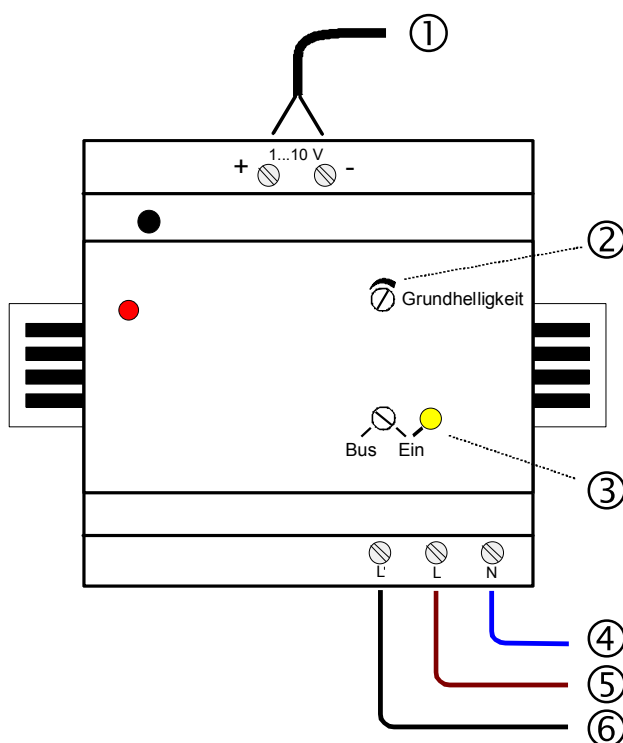 ①
1...10 V
+ -
②
Grundhelligkeit
Bus Ein
③
L' L N
④
⑤
⑥